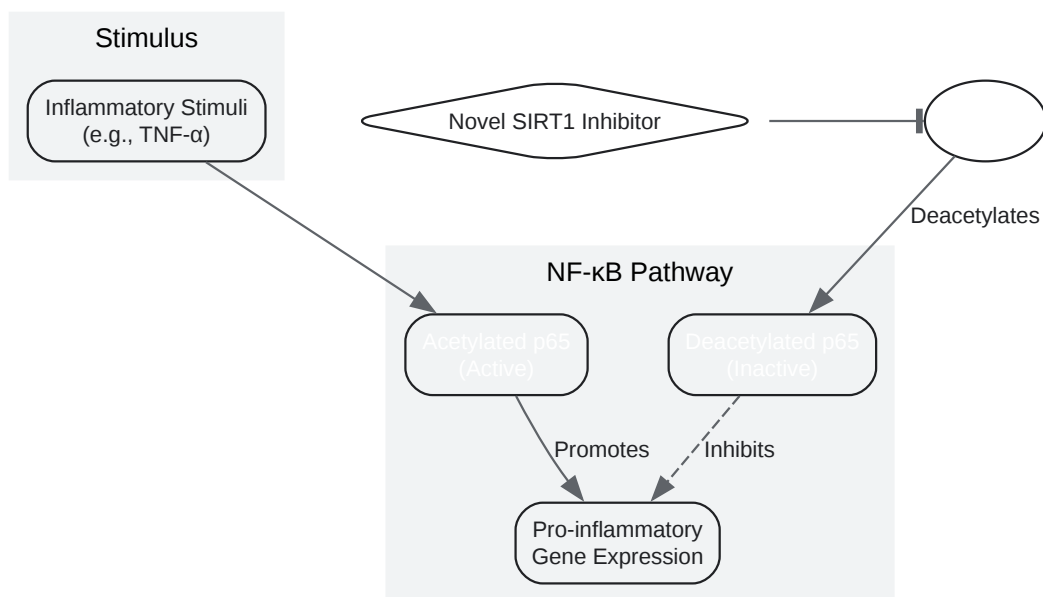 Stimulus
Inflammatory Stimuli
(e.g., TNF-α)
Novel SIRT1 Inhibitor
Deacetylates
NF-κB Pathway
Acetylated p65
(Active)
Deacetylated p65
(Inactive)
Promotes
Inhibits
Pro-inflammatory
Gene Expression